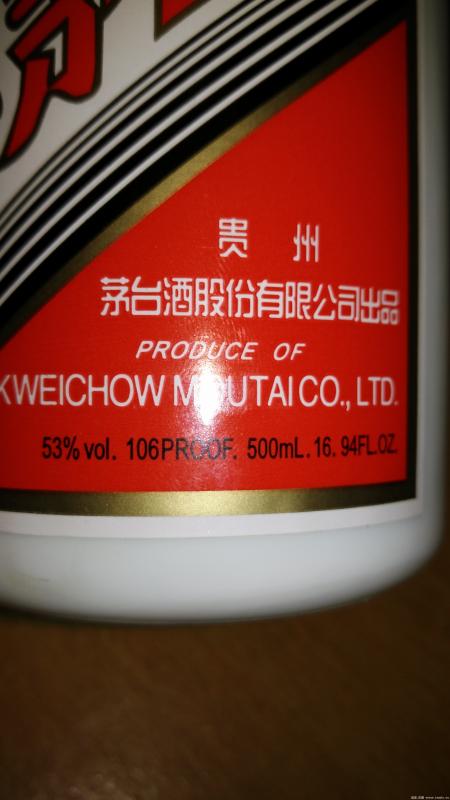 贵 州
茅台酒股份有限公司出品
PRODUCE OF
KWEICHOW MOUTAI CO., LTD.
53% vol. 106PROOF. 500mL. 16. 94FL.OZ.